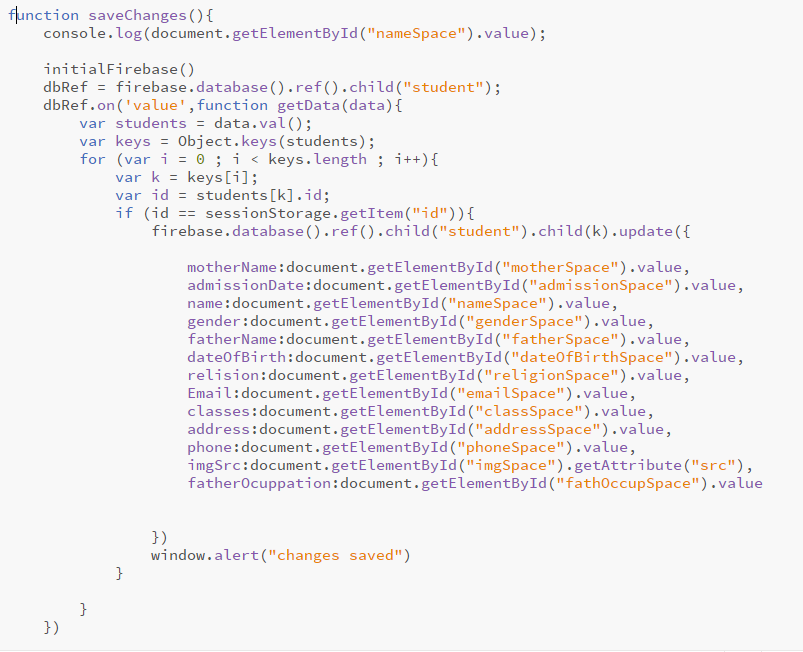 function saveChanges(){
    console.log(document.getElementById("nameSpace").value);
    initialFirebase()
    dbRef = firebase.database().ref().child("student");
    dbRef.on('value',function getData(data){
        var students = data.val();
        var keys = Object.keys(students);
        for (var i = 0 ; i < keys.length ; i++){
            var k = keys[i];
            var id = students[k].id;
            if (id == sessionStorage.getItem("id")){
                firebase.database().ref().child("student").child(k).update({
                    motherName:document.getElementById("motherSpace").value,
                    admissionDate:document.getElementById("admissionSpace").value,
                    name:document.getElementById("nameSpace").value,
                    gender:document.getElementById("genderSpace").value,
                    fatherName:document.getElementById("fatherSpace").value,
                    dateOfBirth:document.getElementById("dateOfBirthSpace").value,
                    relision:document.getElementById("religionSpace").value,
                    Email:document.getElementById("emailSpace").value,
                    classes:document.getElementById("classSpace").value,
                    address:document.getElementById("addressSpace").value,
                    phone:document.getElementById("phoneSpace").value,
                    imgSrc:document.getElementById("imgSpace").getAttribute("src"),
                    fatherOcuppation:document.getElementById("fathOccupSpace").value
                })
                window.alert("changes saved")
            }
        }
    })